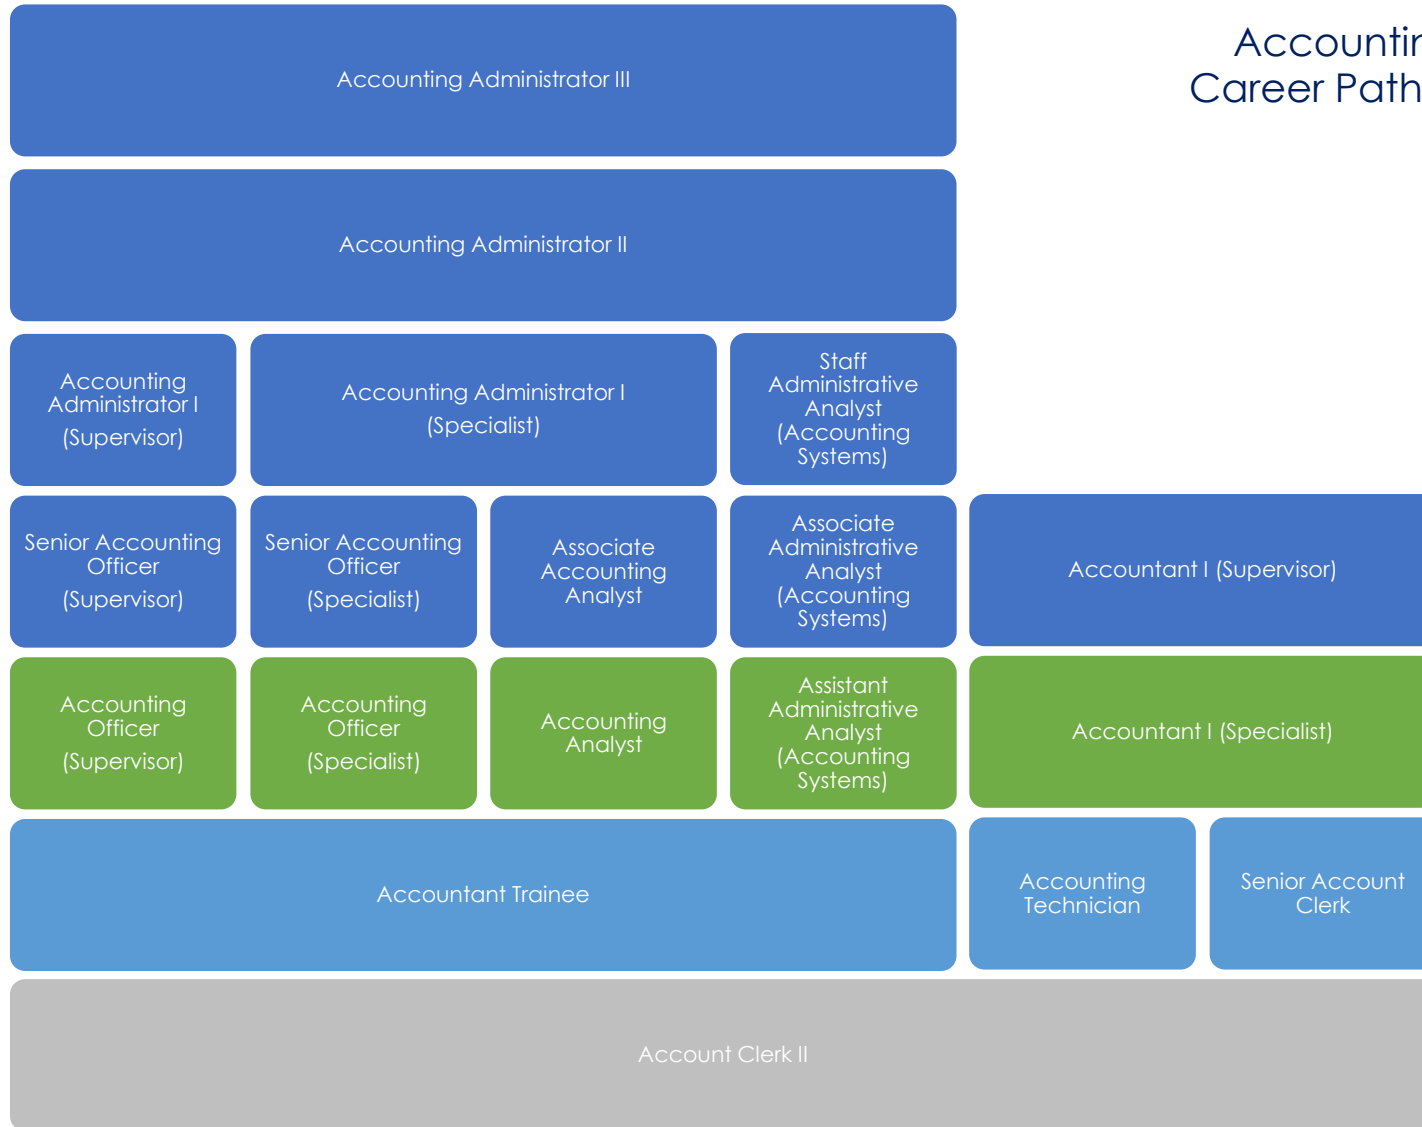 Accountin
Career Path
Accounting Administrator III
Accounting Administrator II
Accounting
Administrator I
(Supervisor)
Accounting Administrator I
(Specialist)
Staff
Administrative
Analyst
(Accounting
Systems)
Senior Accounting
Officer
(Supervisor)
Senior Accounting
Officer
(Specialist)
Associate
Accounting
Analyst
Associate
Administrative
Analyst
(Accounting
Systems)
Accountant I (Supervisor)
Accounting
Officer
(Supervisor)
Accounting
Officer
(Specialist)
Accounting
Analyst
Assistant
Administrative
Analyst
(Accounting
Systems)
Accountant I (Specialist)
Accountant Trainee
Accounting
Technician
Senior Account
Clerk
Account Clerk II